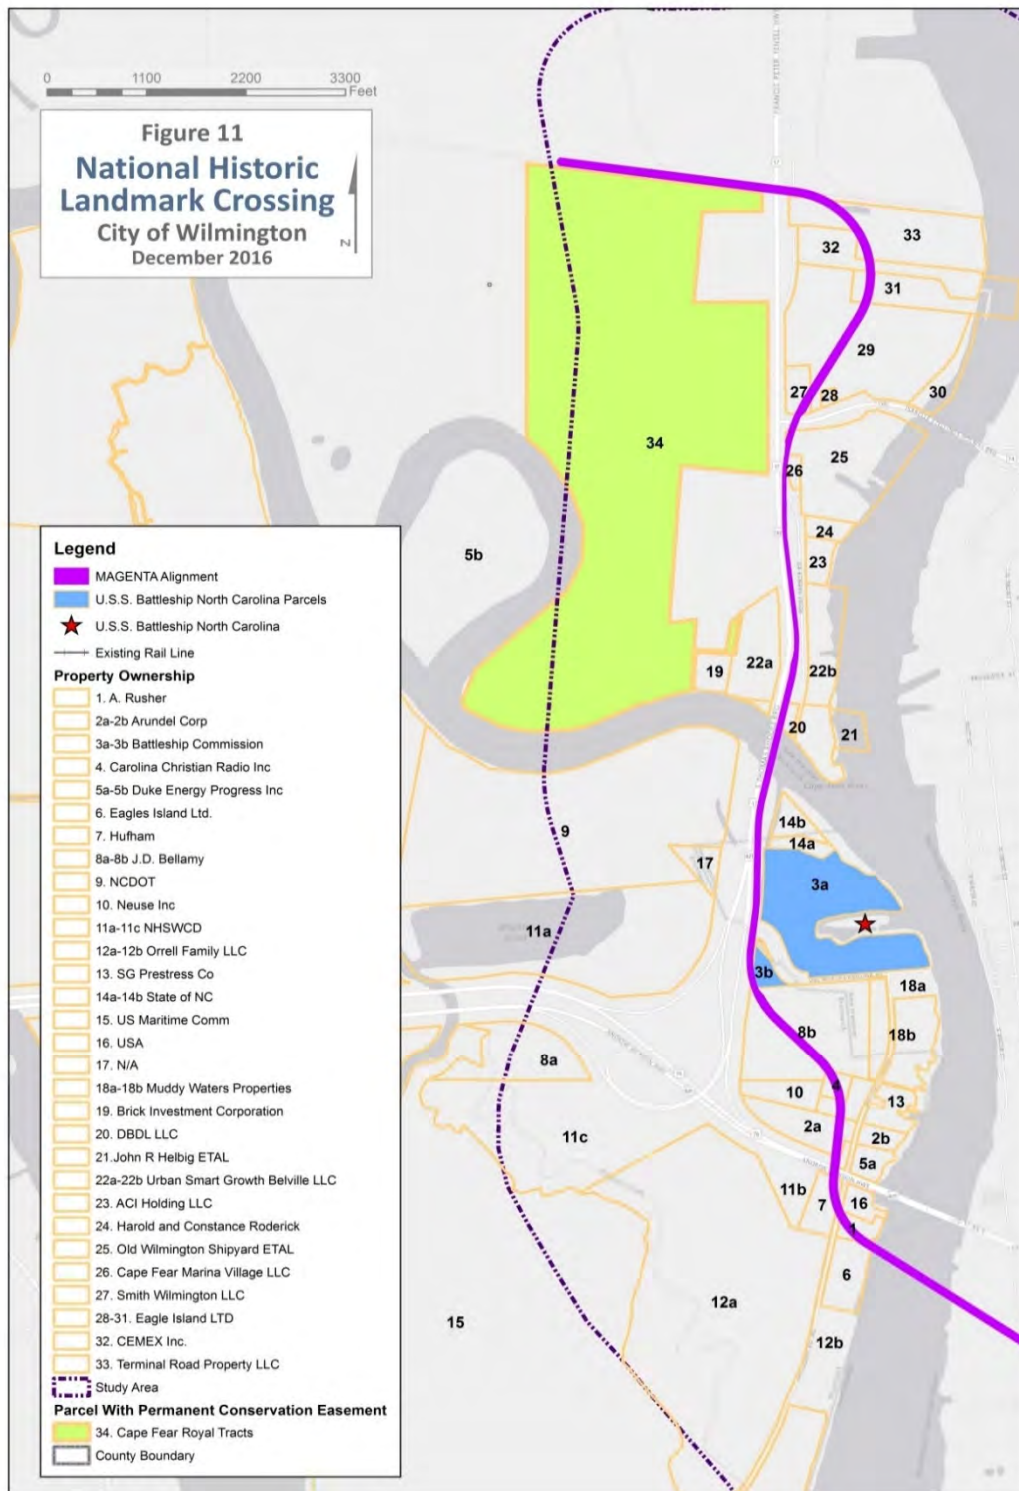 0 1100 2200 3300
Feet
Figure 11
National Historic
Landmark Crossing
City of Wilmington
December 2016
N
Legend
MAGENTA Alignment
U.S.S. Battleship North Carolina Parcels
U.S.S. Battleship North Carolina
Existing Rail Line
Property Ownership
1. A. Rusher
2a-2b Arundel Corp
3a-3b Battleship Commission
4. Carolina Christian Radio Inc
5a-5b Duke Energy Progress Inc
6. Eagles Island Ltd.
7. Hufham
8a-8b J.D. Bellamy
9. NCDOT
10. Neuse Inc
11a-11c NHSWCD
12a-12b Orrell Family LLC
13. SG Prestress Co
14a-14b State of NC
15. US Maritime Comm
16. USA
17. N/A
18a-18b Muddy Waters Properties
19. Brick Investment Corporation
20. DBDL LLC
21.John R Helbig ETAL
22a-22b Urban Smart Growth Belville LLC
23. ACI Holding LLC
24. Harold and Constance Roderick
25. Old Wilmington Shipyard ETAL
26. Cape Fear Marina Village LLC
27. Smith Wilmington LLC
28-31. Eagle Island LTD
32. CEMEX Inc.
33. Terminal Road Property LLC
Study Area
Parcel With Permanent Conservation Easement
34. Cape Fear Royal Tracts
County Boundary
33
32
31
29
27
28
30
34
25
26
24
23
5b
22a
19
22b
20
21
9
14b
14a
17
3a
11a
3b
18a
8b
18b
8a
4
10
13
2a
2b
11c
5a
11b
7
16
1
6
12a
15
12b